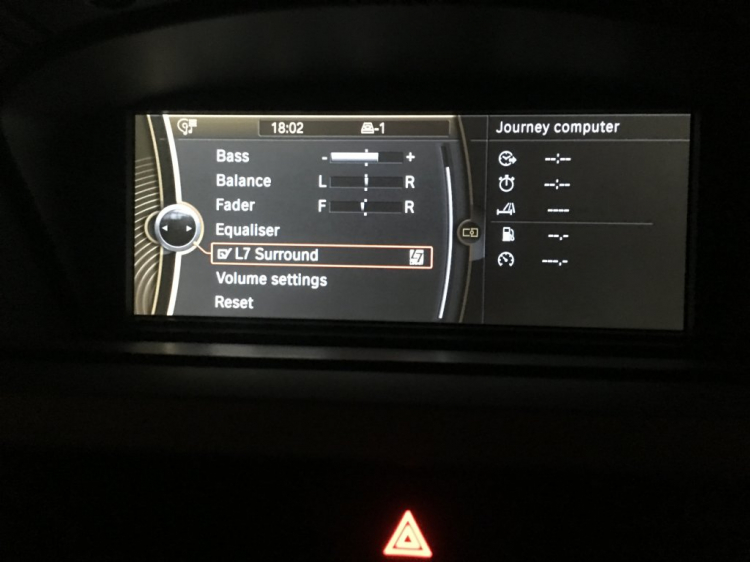 18:02 -1
Journey computer
Bass - +
--:--
Balance L R
--:--
Fader F R
----
Equaliser
--.-
L7 Surround
---.-
Volume settings
Reset